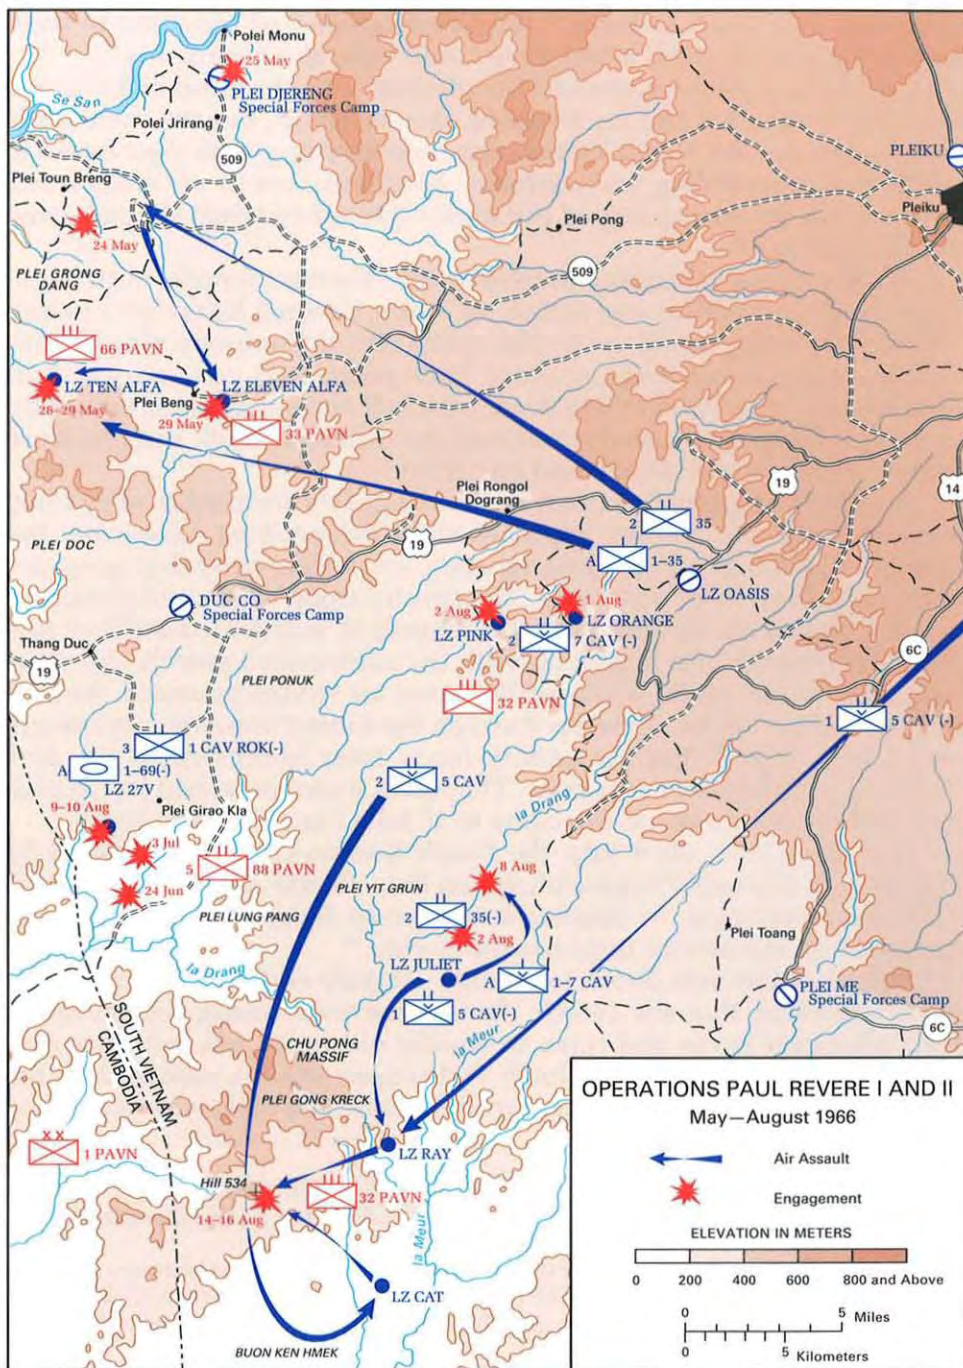 Polei Monu
25 May
PLEI DJERENG
Special Forces Camp
Se San
Polei Jrirang
509
PLEIKU
Plei Toun Breng
Pleiku
24 May
Plei Pong
PLEI GRONG
DANG
509
66 PAVN
LZ TEN ALFA
LZ ELEVEN ALFA
Plei Beng
28–29 May
29 May
33 PAVN
Plei Rongol
Dograng
19
14
2 35
19
PLEI DOC
A 1–35
LZ OASIS
DUC CO
Special Forces Camp
2 Aug
1 Aug
LZ PINK
LZ ORANGE
2 7 CAV (-)
Thang Duc
19
6C
PLEI PONUK
32 PAVN
1 5 CAV (-)
3 1 CAV ROK(-)
A 1–69(-)
LZ 27V
2 5 CAV
Plei Girao Kla
9–10 Aug
Ia Drang
3 Jul
5 88 PAVN
8 Aug
24 Jun
PLEI YIT GRUN
PLEI LUNG PANG
2 35(-)
2 Aug
Plei Toang
Ia Drang
LZ JULIET
A 1–7 CAV
PLEI ME
Special Forces Camp
1 5 CAV(-)
6C
SOUTH VIETNAM
CAMBODIA
CHU PONG
MASSIF
Ia Meur
PLEI GONG KRECK
1 PAVN
LZ RAY
Hill 534
32 PAVN
14–16 Aug
Ia Meur
LZ CAT
BUON KEN HMEK
OPERATIONS PAUL REVERE I AND II
May—August 1966
Air Assault
Engagement
ELEVATION IN METERS
0 200 400 600 800 and Above
0 5 Miles
0 5 Kilometers